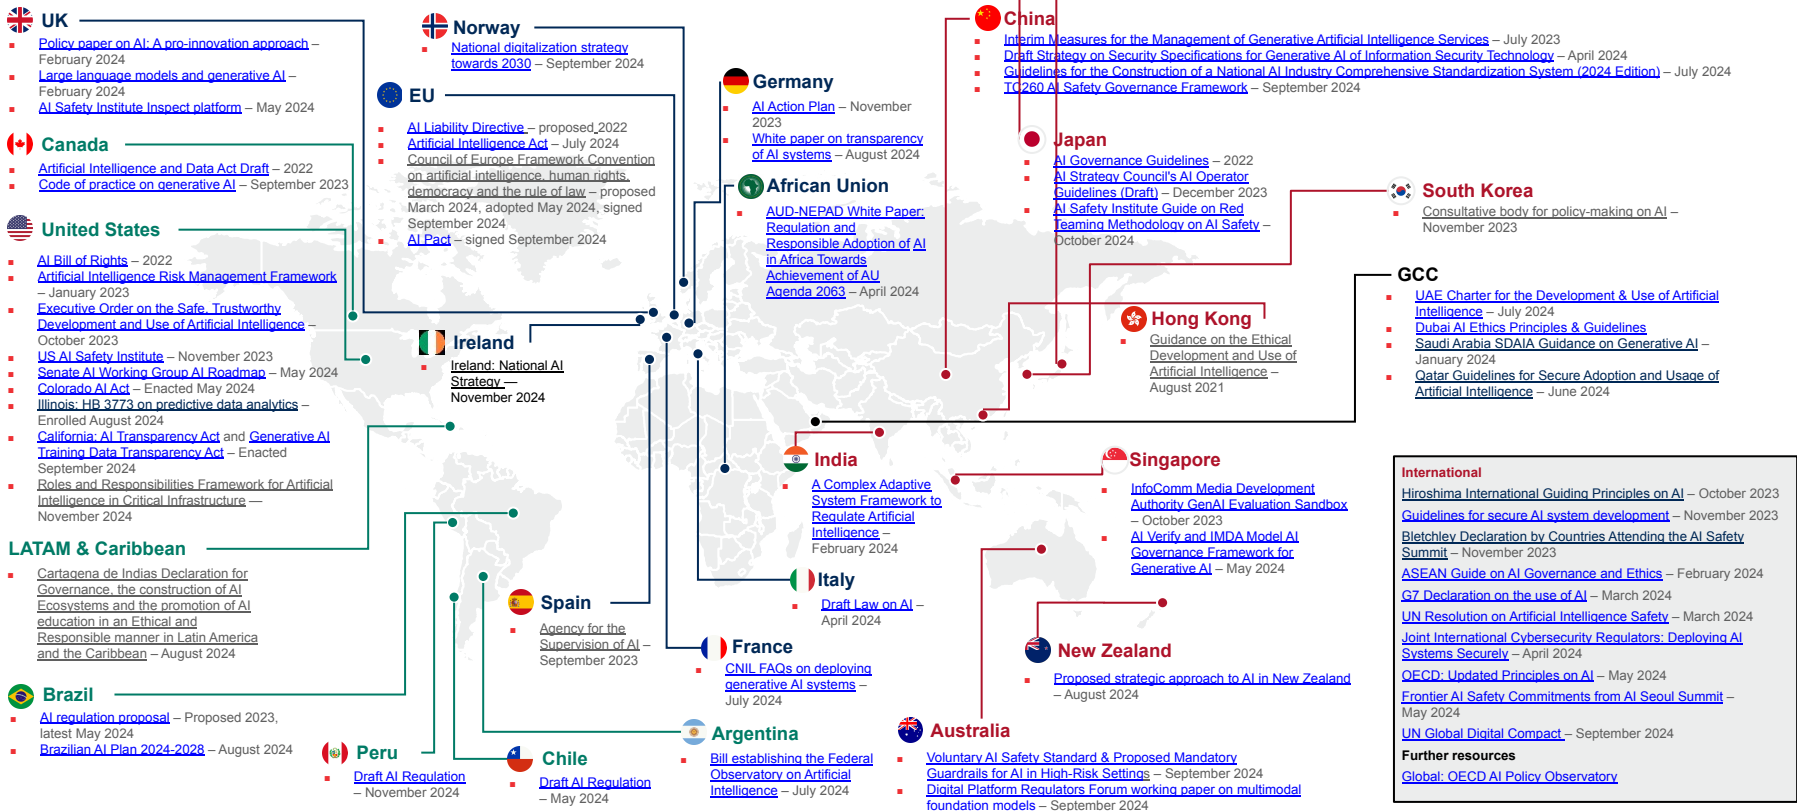 UK
Policy paper on AI: A pro-innovation approach –
February 2024
Large language models and generative AI –
February 2024
AI Safety Institute Inspect platform – May 2024
Canada
Artificial Intelligence and Data Act Draft – 2022
Code of practice on generative AI – September 2023
United States
AI Bill of Rights – 2022
Artificial Intelligence Risk Management Framework
– January 2023
Executive Order on the Safe, Trustworthy
Development and Use of Artificial Intelligence –
October 2023
US AI Safety Institute – November 2023
Senate AI Working Group AI Roadmap – May 2024
Colorado AI Act – Enacted May 2024
Illinois: HB 3773 on predictive data analytics –
Enrolled August 2024
California: AI Transparency Act and Generative AI
Training Data Transparency Act – Enacted
September 2024
Roles and Responsibilities Framework for Artificial
Intelligence in Critical Infrastructure —
November 2024
LATAM & Caribbean
Cartagena de Indias Declaration for
Governance, the construction of AI
Ecosystems and the promotion of AI
education in an Ethical and
Responsible manner in Latin America
and the Caribbean – August 2024
Brazil
AI regulation proposal – Proposed 2023,
latest May 2024
Brazilian AI Plan 2024-2028 – August 2024
Peru
Draft AI Regulation
– November 2024
Chile
Draft AI Regulation
– May 2024
Argentina
Bill establishing the Federal
Observatory on Artificial
Intelligence – July 2024
Norway
National digitalization strategy
towards 2030 – September 2024
EU
AI Liability Directive – proposed 2022
Artificial Intelligence Act – July 2024
Council of Europe Framework Convention
on artificial intelligence, human rights,
democracy and the rule of law – proposed
March 2024, adopted May 2024, signed
September 2024
AI Pact – signed September 2024
Ireland
Ireland: National AI
Strategy —
November 2024
Spain
Agency for the
Supervision of AI –
September 2023
Germany
AI Action Plan – November
2023
White paper on transparency
of AI systems – August 2024
African Union
AUD-NEPAD White Paper:
Regulation and
Responsible Adoption of AI
in Africa Towards
Achievement of AU
Agenda 2063 – April 2024
India
A Complex Adaptive
System Framework to
Regulate Artificial
Intelligence –
February 2024
Italy
Draft Law on AI –
April 2024
France
CNIL FAQs on deploying
generative AI systems –
July 2024
China
Interim Measures for the Management of Generative Artificial Intelligence Services – July 2023
Draft Strategy on Security Specifications for Generative AI of Information Security Technology – April 2024
Guidelines for the Construction of a National AI Industry Comprehensive Standardization System (2024 Edition) – July 2024
TC260 AI Safety Governance Framework – September 2024
Japan
AI Governance Guidelines – 2022
AI Strategy Council's AI Operator
Guidelines (Draft) – December 2023
AI Safety Institute Guide on Red
Teaming Methodology on AI Safety –
October 2024
South Korea
Consultative body for policy-making on AI –
November 2023
GCC
UAE Charter for the Development & Use of Artificial
Intelligence – July 2024
Dubai AI Ethics Principles & Guidelines
Saudi Arabia SDAIA Guidance on Generative AI –
January 2024
Qatar Guidelines for Secure Adoption and Usage of
Artificial Intelligence – June 2024
Hong Kong
Guidance on the Ethical
Development and Use of
Artificial Intelligence –
August 2021
Singapore
InfoComm Media Development
Authority GenAI Evaluation Sandbox
– October 2023
AI Verify and IMDA Model AI
Governance Framework for
Generative AI – May 2024
New Zealand
Proposed strategic approach to AI in New Zealand
– August 2024
Australia
Voluntary AI Safety Standard & Proposed Mandatory
Guardrails for AI in High-Risk Settings – September 2024
Digital Platform Regulators Forum working paper on multimodal
foundation models – September 2024
International
Hiroshima International Guiding Principles on AI – October 2023
Guidelines for secure AI system development – November 2023
Bletchley Declaration by Countries Attending the AI Safety
Summit – November 2023
ASEAN Guide on AI Governance and Ethics – February 2024
G7 Declaration on the use of AI – March 2024
UN Resolution on Artificial Intelligence Safety – March 2024
Joint International Cybersecurity Regulators: Deploying AI
Systems Securely – April 2024
OECD: Updated Principles on AI – May 2024
Frontier AI Safety Commitments from AI Seoul Summit –
May 2024
UN Global Digital Compact – September 2024
Further resources
Global: OECD AI Policy Observatory